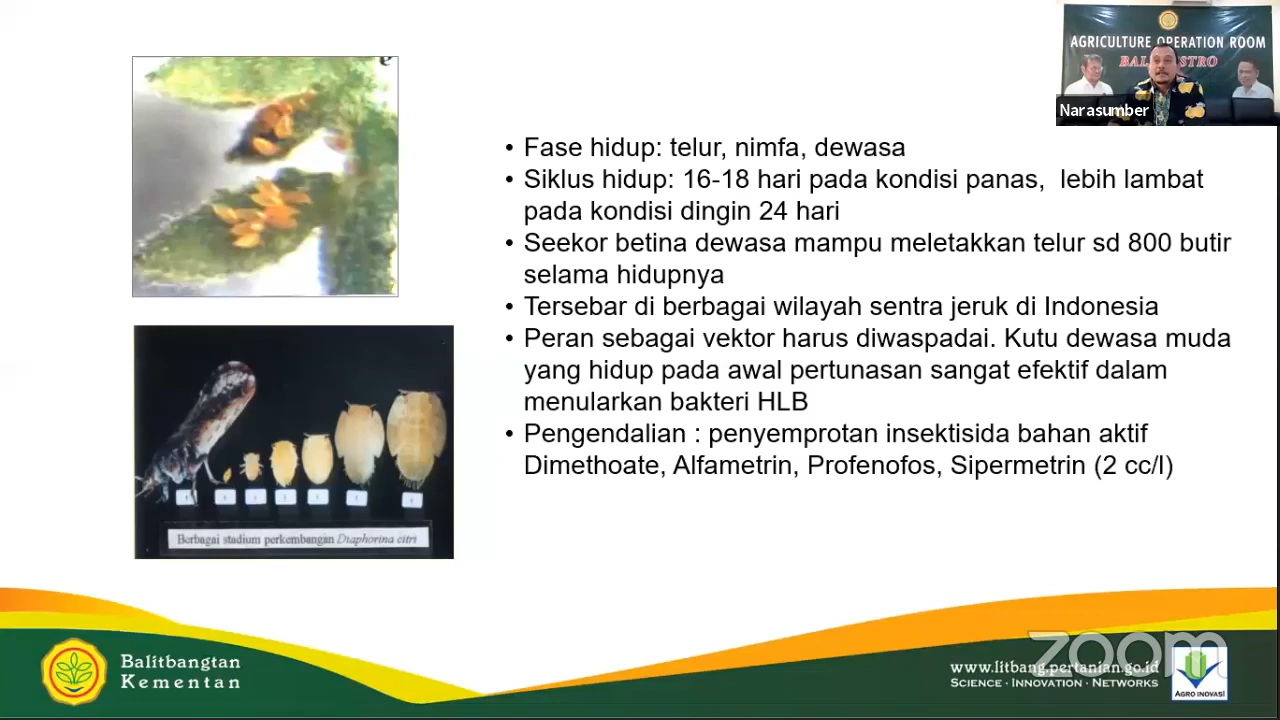 AGRICULTURE OPERATION ROOM
Narasumber
• Fase hidup: telur, nimfa, dewasa
• Siklus hidup: 16-18 hari pada kondisi panas, lebih lambat
pada kondisi dingin 24 hari
• Seekor betina dewasa mampu meletakkan telur sd 800 butir
selama hidupnya
• Tersebar di berbagai wilayah sentra jeruk di Indonesia
• Peran sebagai vektor harus diwaspadai. Kutu dewasa muda
yang hidup pada awal pertunasan sangat efektif dalam
menularkan bakteri HLB
• Pengendalian : penyemprotan insektisida bahan aktif
Dimethoate, Alfametrin, Profenofos, Sipermetrin (2 cc/l)
Berbagai stadium perkembangan Diaphorina citri
Balitbangtan
Kementan
zoom
www.litbang.pertanian.go.id
SCIENCE · INNOVATION · NETWORKS
AGRO INOVASI